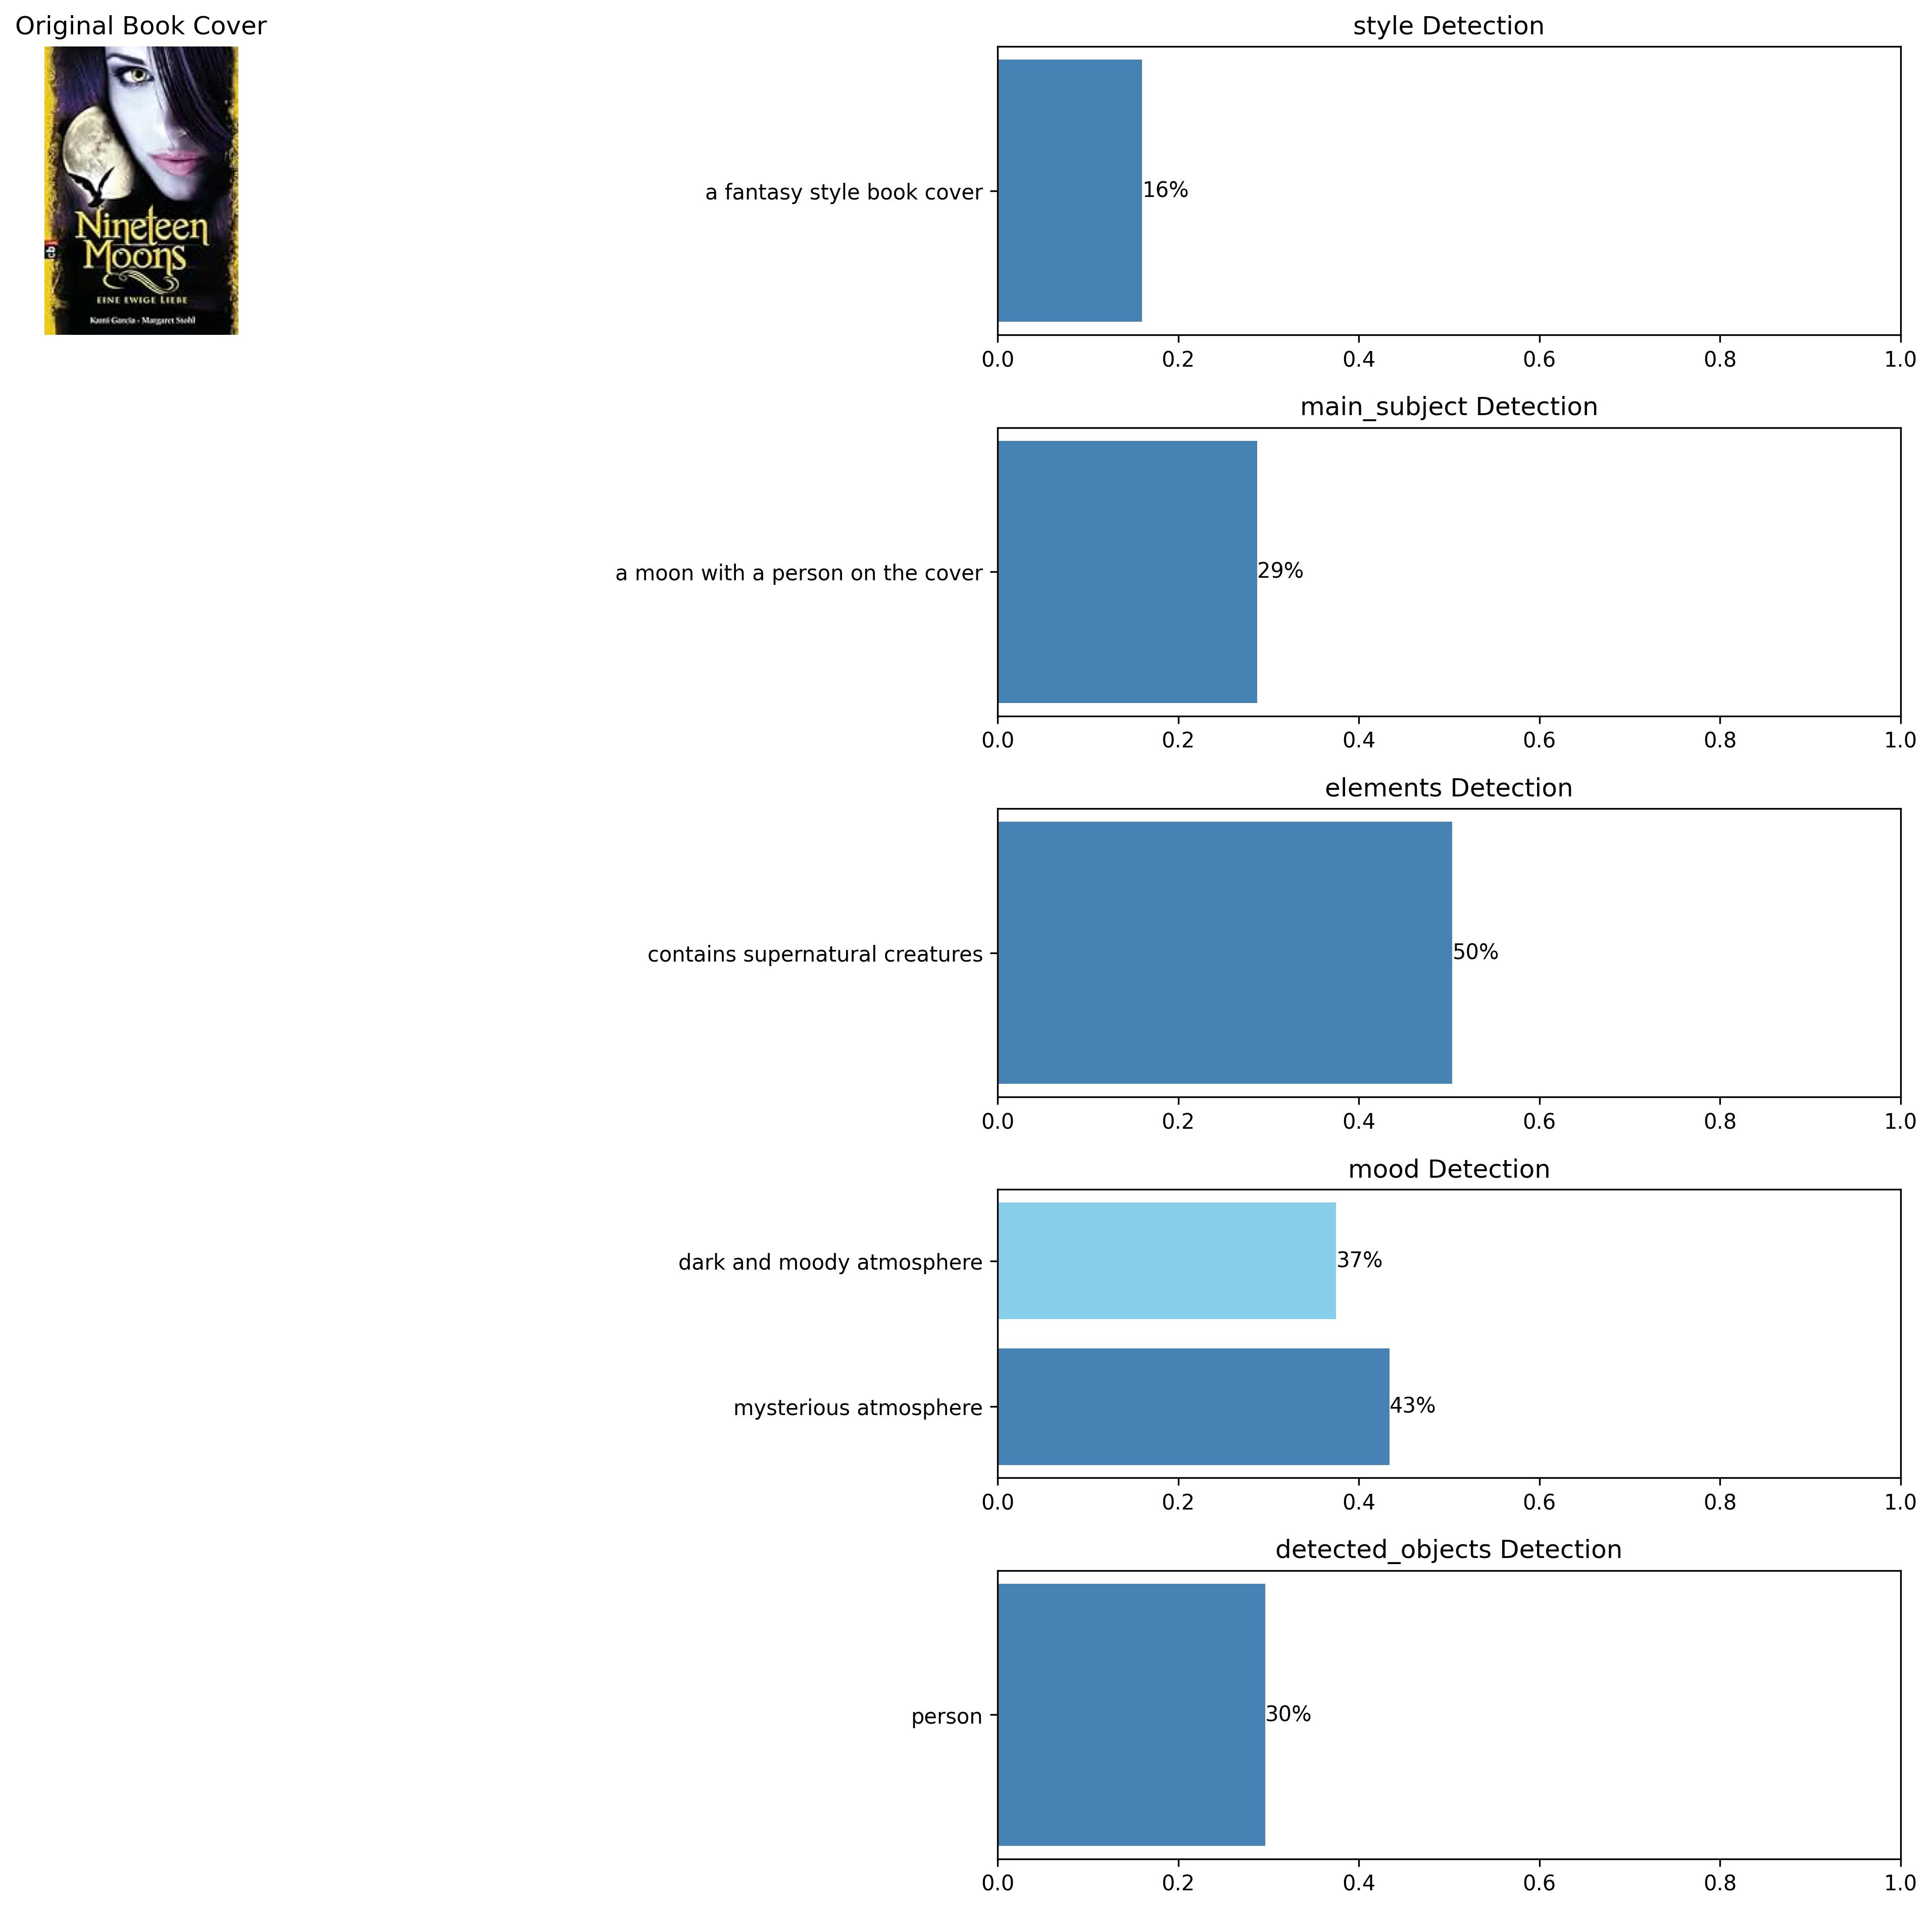 Original Book Cover
cbj
Nineteen
Moons
EINE EWIGE LIEBE
Kami Garcia - Margaret Stohl
style Detection
a fantasy style book cover
16%
0.0 0.2 0.4 0.6 0.8 1.0
main_subject Detection
a moon with a person on the cover
29%
0.0 0.2 0.4 0.6 0.8 1.0
elements Detection
contains supernatural creatures
50%
0.0 0.2 0.4 0.6 0.8 1.0
mood Detection
dark and moody atmosphere
37%
mysterious atmosphere
43%
0.0 0.2 0.4 0.6 0.8 1.0
detected_objects Detection
person
30%
0.0 0.2 0.4 0.6 0.8 1.0